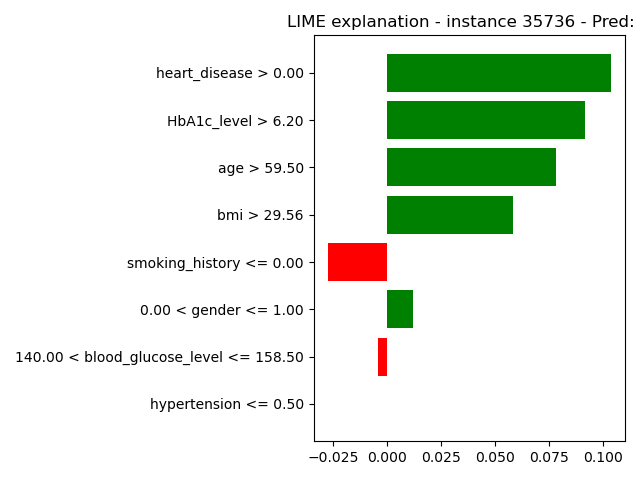 LIME explanation - instance 35736 - Pred:
heart_disease > 0.00
HbA1c_level > 6.20
age > 59.50
bmi > 29.56
smoking_history <= 0.00
0.00 < gender <= 1.00
140.00 < blood_glucose_level <= 158.50
hypertension <= 0.50
−0.025 0.000 0.025 0.050 0.075 0.100